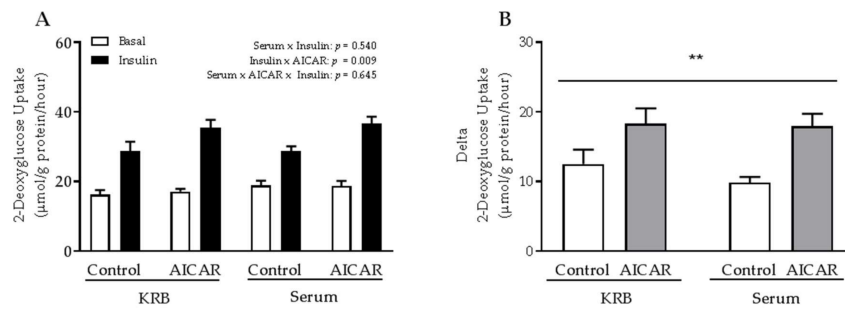 A
2-Deoxyglucose Uptake
(μmol/g protein/hour)
60
40
20
0
Basal
Insulin
Serum x Insulin: p = 0.540
Insulin x AICAR: p = 0.009
Serum x AICAR x Insulin: p = 0.645
Control
AICAR
Control
AICAR
KRB
Serum
B
Delta
2-Deoxyglucose Uptake
(μmol/g protein/hour)
30
20
10
0
**
Control
AICAR
Control
AICAR
KRB
Serum